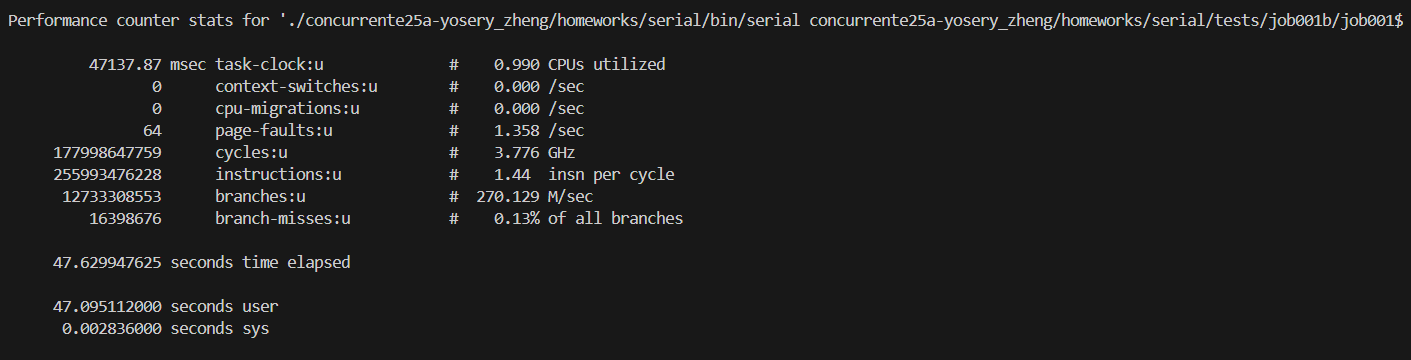 Performance counter stats for './concurrente25a-yosery_zheng/homeworks/serial/bin/serial concurrente25a-yosery_zheng/homeworks/serial/tests/job001b/job001$
47137.87 msec task-clock:u # 0.990 CPUs utilized
0 context-switches:u # 0.000 /sec
0 cpu-migrations:u # 0.000 /sec
64 page-faults:u # 1.358 /sec
177998647759 cycles:u # 3.776 GHz
255993476228 instructions:u # 1.44 insn per cycle
12733308553 branches:u # 270.129 M/sec
16398676 branch-misses:u # 0.13% of all branches
47.629947625 seconds time elapsed
47.095112000 seconds user
0.002836000 seconds sys